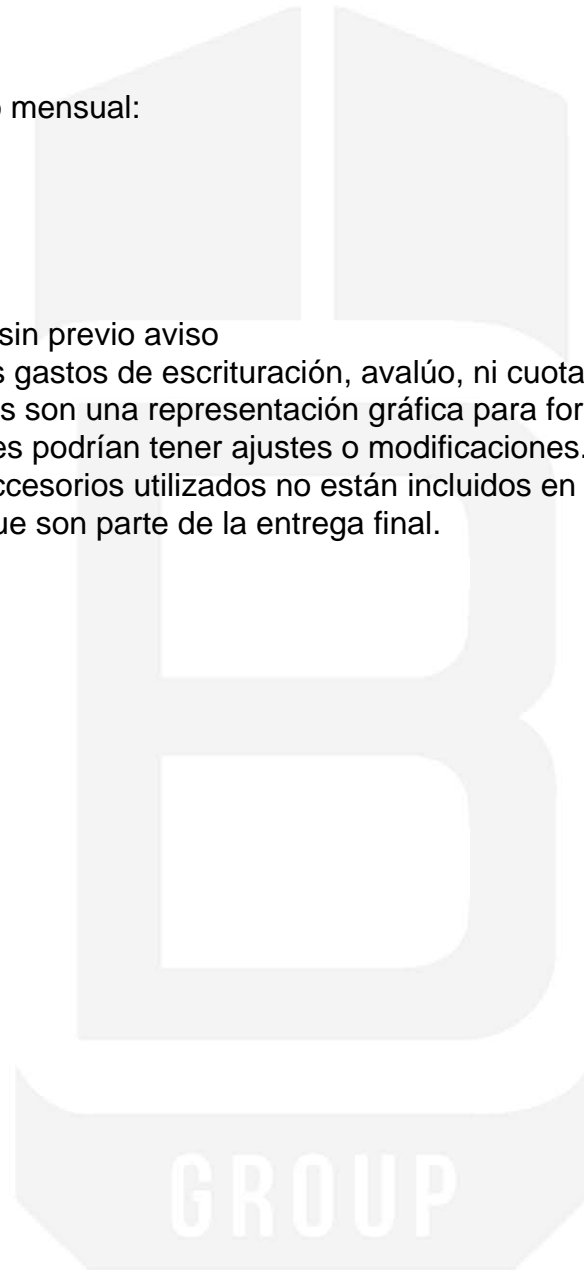 o mensual:
sin previo aviso
s gastos de escrituración, avalúo, ni cuota
s son una representación gráfica para for
es podrían tener ajustes o modificaciones.
ccesorios utilizados no están incluidos en
ue son parte de la entrega final.
B
GROUP